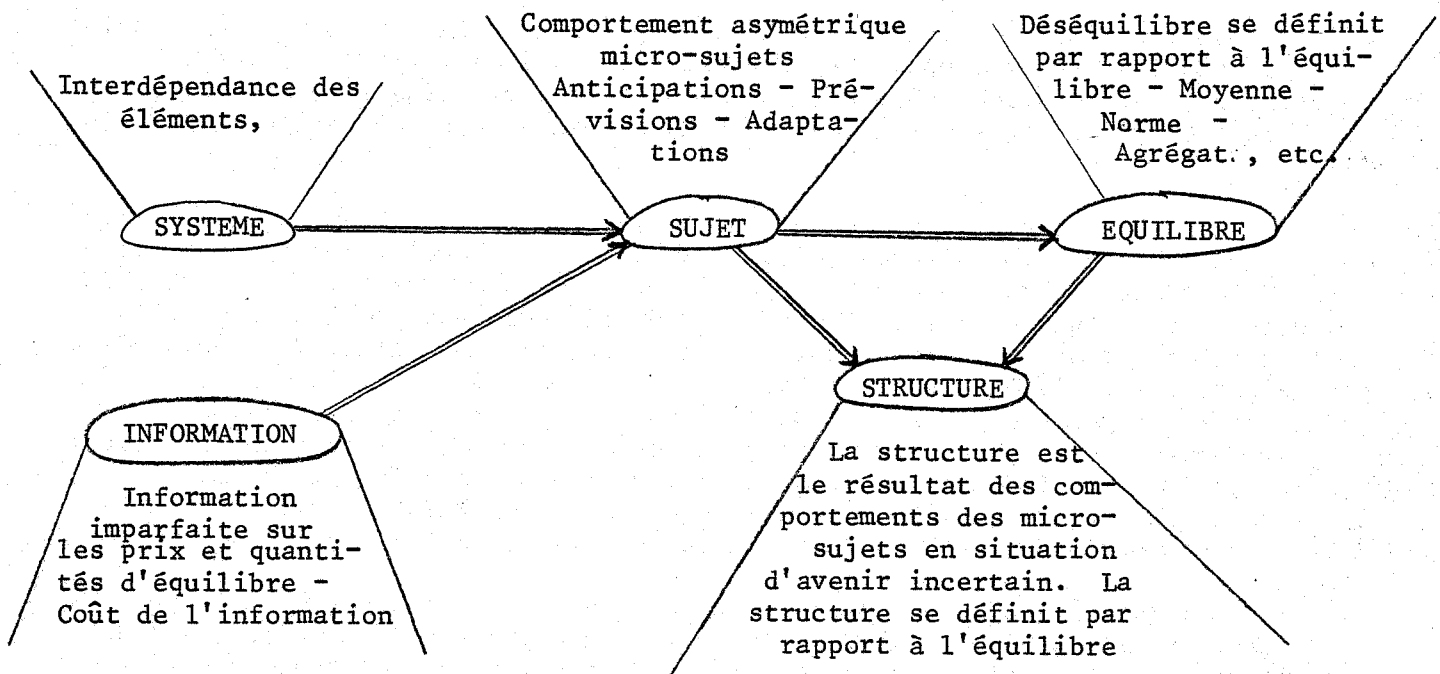 Interdépendance des
éléments,
SYSTEME
Comportement asymétrique
micro-sujets
Anticipations - Pré-
visions - Adapta-
tions
SUJET
Déséquilibre se définit
par rapport à l'équi-
libre - Moyenne -
Norme -
Agrégat., etc.
EQUILIBRE
INFORMATION
Information
imparfaite sur
les prix et quanti-
tés d'équilibre -
Coût de l'information
STRUCTURE
La structure est
le résultat des com-
portements des micro-
sujets en situation
d'avenir incertain. La
structure se définit par
rapport à l'équilibre